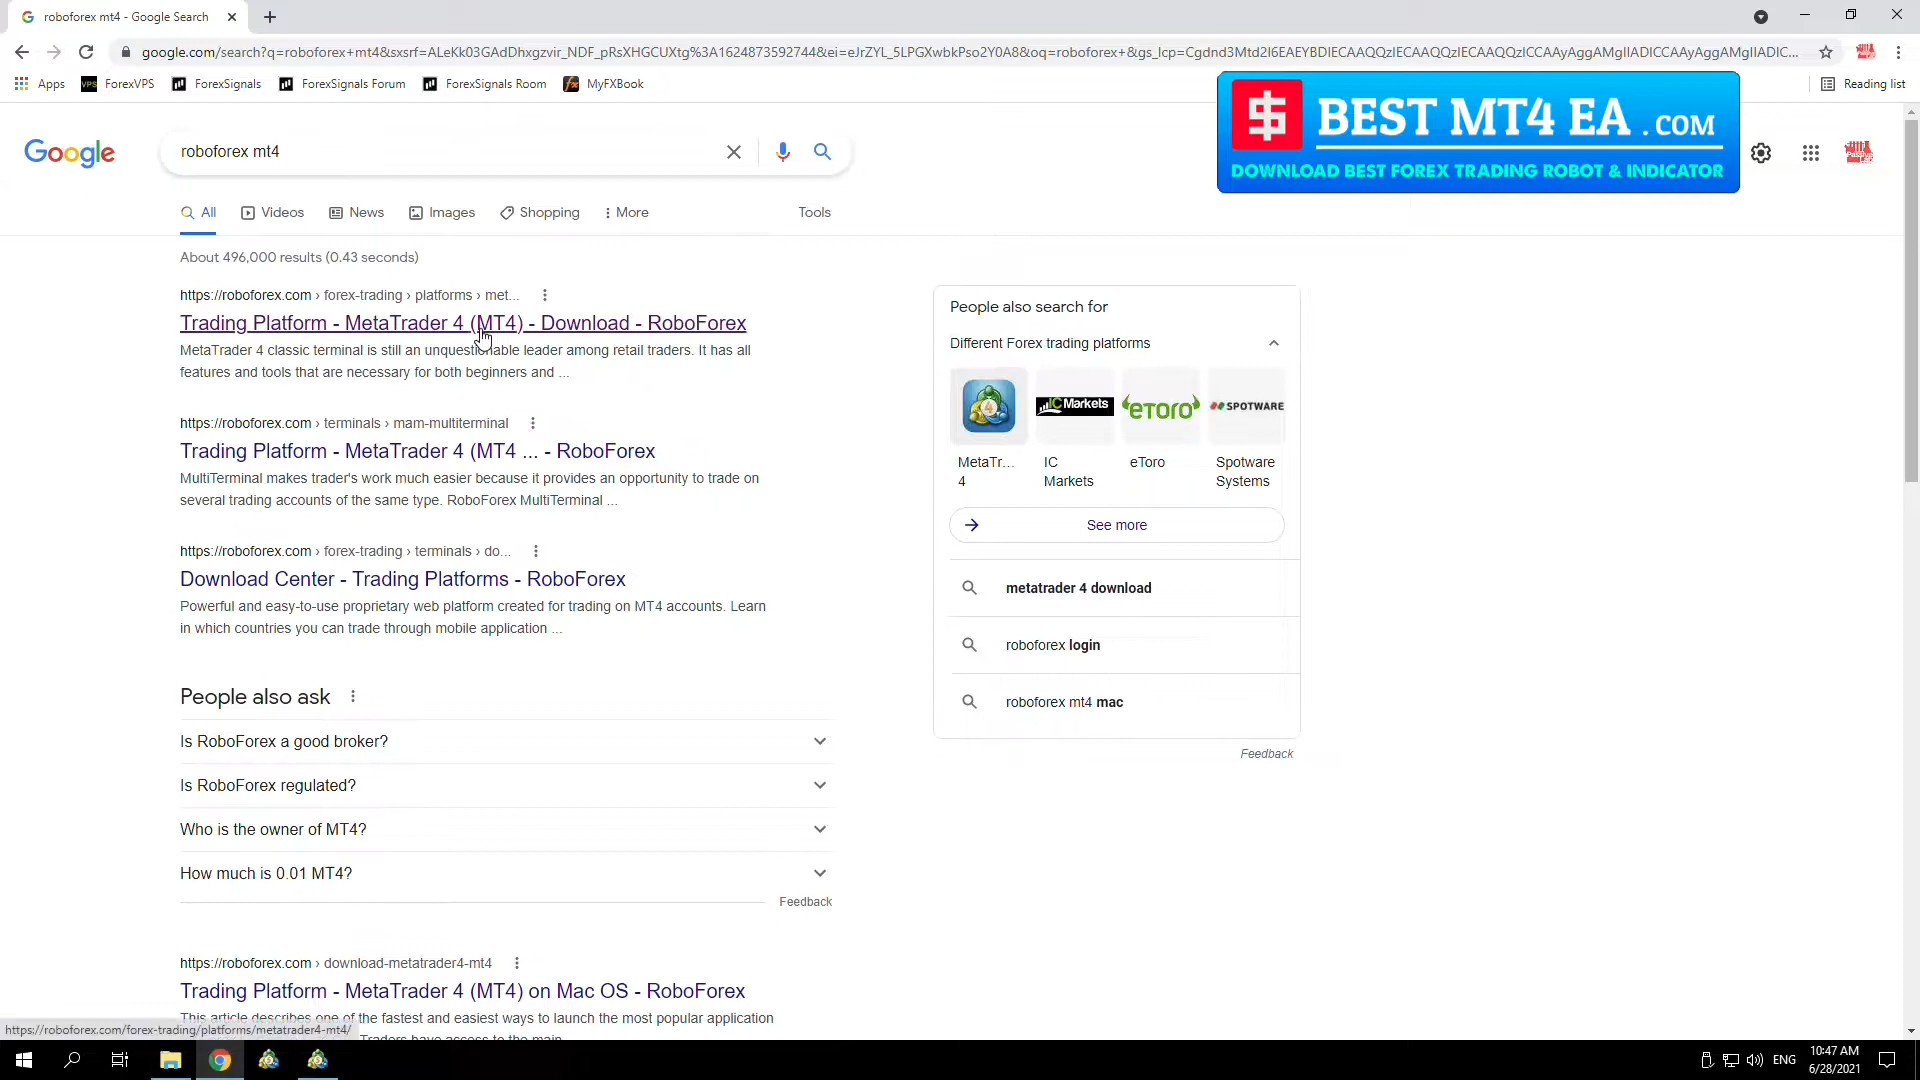 roboforex mt4 - Google Search
google.com/search?q=roboforex+mt4&sxsrf=ALeKk03GAdDhxgzvir_NDF_pRsXHGCUXtg%3A1624873592744&ei=eJrZYL_5LPGXwbkPso2Y0A8&oq=roboforex+&gs_lcp=Cgdnd3Mtd2l6EAEYBDIECAAQQzIECAAQQzIECAAQQzICCAAyAggAMgIIADICCAAyAggAMgIIADIC...
Apps ForexVPS ForexSignals ForexSignals Forum ForexSignals Room MyFXBook Reading list
BEST MT4 EA .COM
DOWNLOAD BEST FOREX TRADING ROBOT & INDICATOR
Google
roboforex mt4
All Videos News Images Shopping More Tools
About 496,000 results (0.43 seconds)
https://roboforex.com › forex-trading › platforms › met...
Trading Platform - MetaTrader 4 (MT4) - Download - RoboForex
MetaTrader 4 classic terminal is still an unquestionable leader among retail traders. It has all
features and tools that are necessary for both beginners and ...
https://roboforex.com › terminals › mam-multiterminal
Trading Platform - MetaTrader 4 (MT4 ... - RoboForex
MultiTerminal makes trader's work much easier because it provides an opportunity to trade on
several trading accounts of the same type. RoboForex MultiTerminal ...
https://roboforex.com › forex-trading › terminals › do...
Download Center - Trading Platforms - RoboForex
Powerful and easy-to-use proprietary web platform created for trading on MT4 accounts. Learn
in which countries you can trade through mobile application ...
People also ask
Is RoboForex a good broker?
Is RoboForex regulated?
Who is the owner of MT4?
How much is 0.01 MT4?
Feedback
https://roboforex.com › download-metatrader4-mt4
Trading Platform - MetaTrader 4 (MT4) on Mac OS - RoboForex
This article describes one of the fastest and easiest ways to launch the most popular application
People also search for
Different Forex trading platforms
4
IC Markets
eToro
SPOTWARE
MetaTr...
4
IC
Markets
eToro
Spotware
Systems
See more
metatrader 4 download
roboforex login
roboforex mt4 mac
Feedback
https://roboforex.com/forex-trading/platforms/metatrader4-mt4/
ENG
10:47 AM
6/28/2021